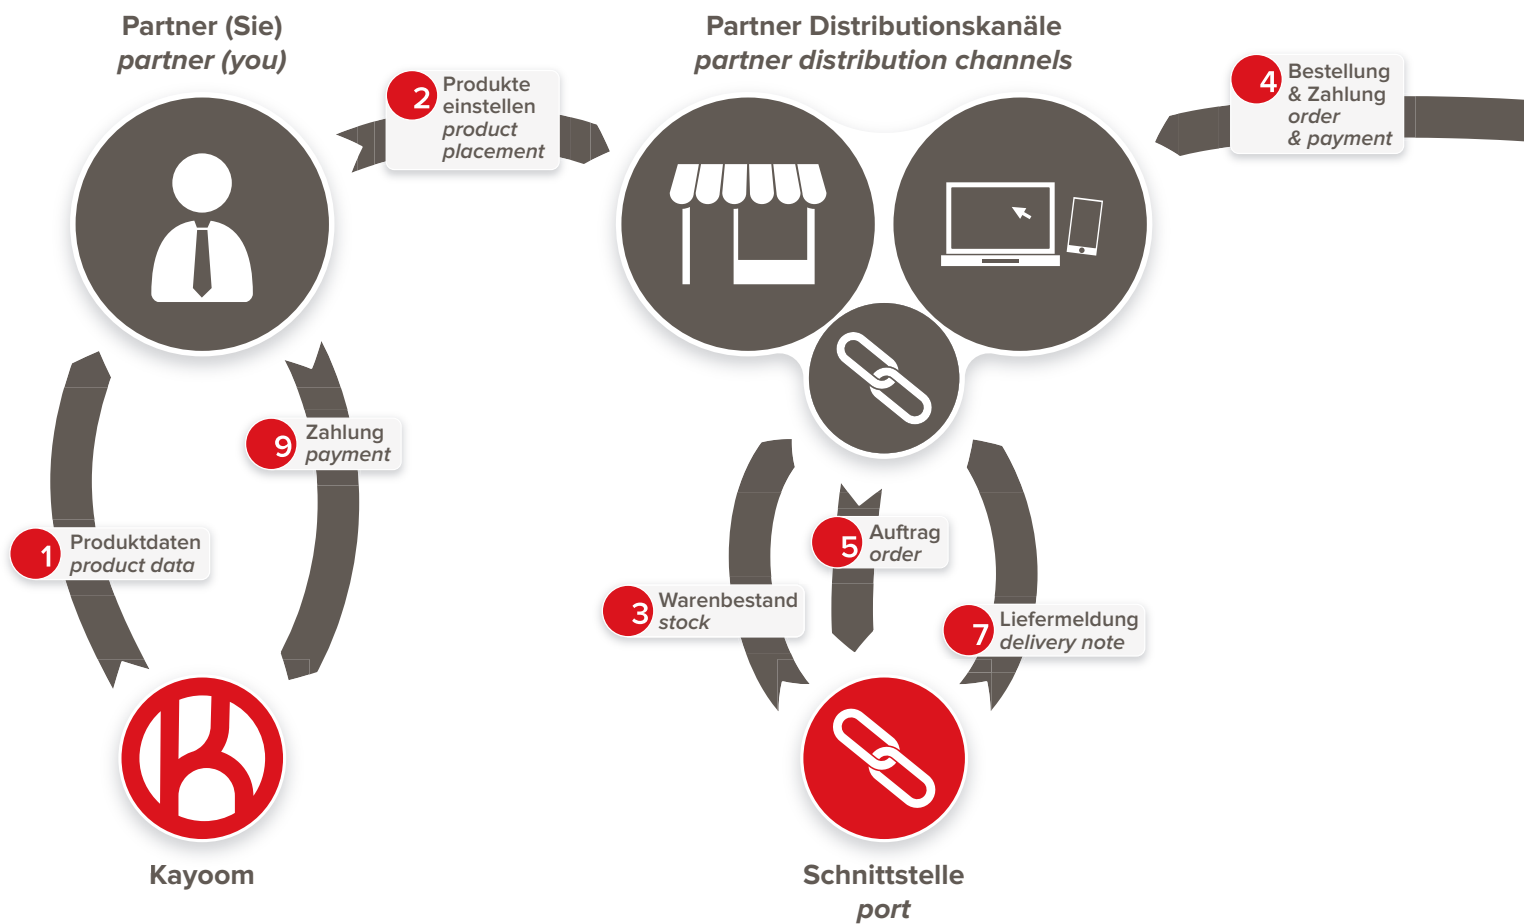 Partner (Sie)
partner (you)
Partner Distributionskanäle
partner distribution channels
2
Produkte
einstellen
product
placement
4
Bestellung
& Zahlung
order
& payment
9
Zahlung
payment
1
Produktdaten
product data
5
Auftrag
order
3
Warenbestand
stock
7
Liefermeldung
delivery note
Kayoom
Schnittstelle
port